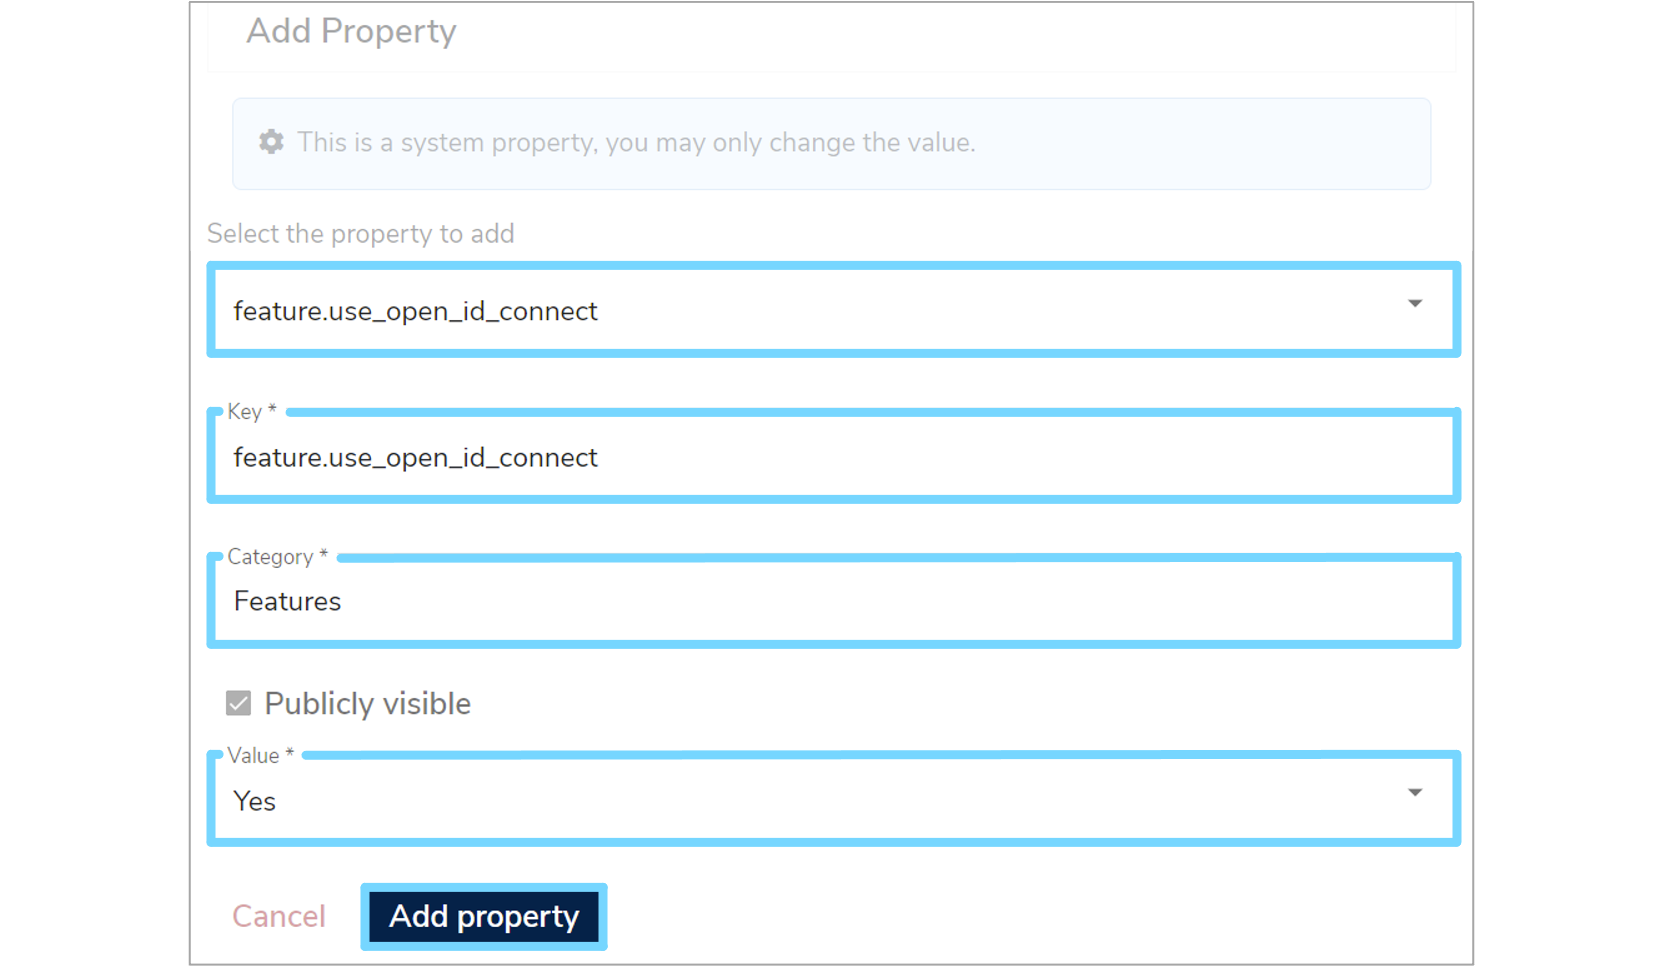 Add Property
This is a system property, you may only change the value.
Select the property to add
feature.use_open_id_connect
Key *
feature.use_open_id_connect
Category *
Features
Publicly visible
Value *
Yes
Cancel
Add property